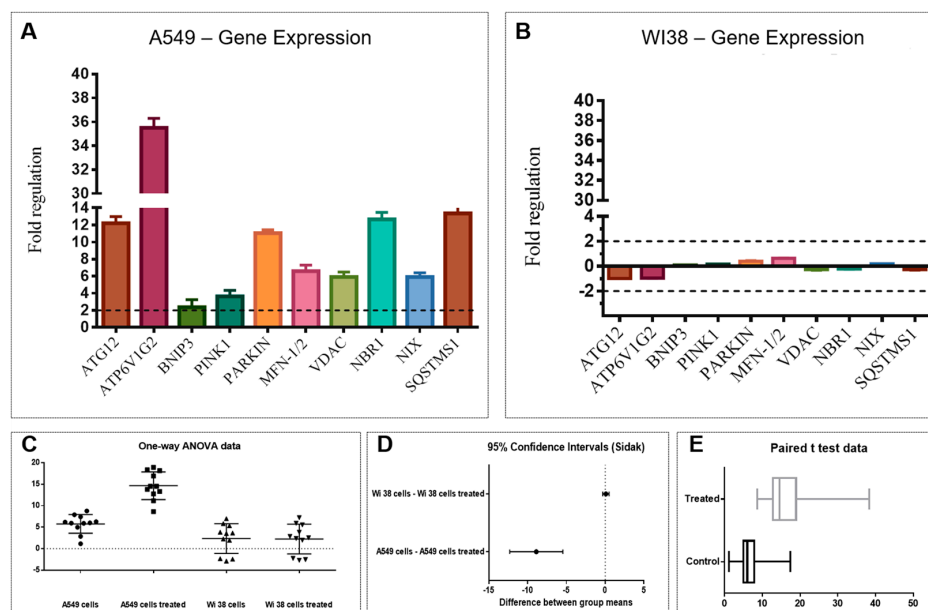 A
A549 – Gene Expression
Fold regulation
40
38
36
34
32
30
14
12
10
8
6
4
2
0
ATG12
ATP6V1G2
BNIP3
PINK1
PARKIN
MFN-1/2
VDAC
NBR1
NIX
SQSTMS1
B
WI38 – Gene Expression
Fold regulation
40
38
36
34
32
30
4
2
0
-2
ATG12
ATP6V1G2
BNIP3
PINK1
PARKIN
MFN-1/2
VDAC
NBR1
NIX
SQSTMS1
C
One-way ANOVA data
20
15
10
5
0
-5
A549 cells
A549 cells treated
Wi 38 cells
Wi 38 cells treated
D
95% Confidence Intervals (Sidak)
Wi 38 cells - Wi 38 cells treated
A549 cells - A549 cells treated
-15
-10
-5
0
5
Difference between group means
E
Paired t test data
Treated
Control
0
10
20
30
40
50